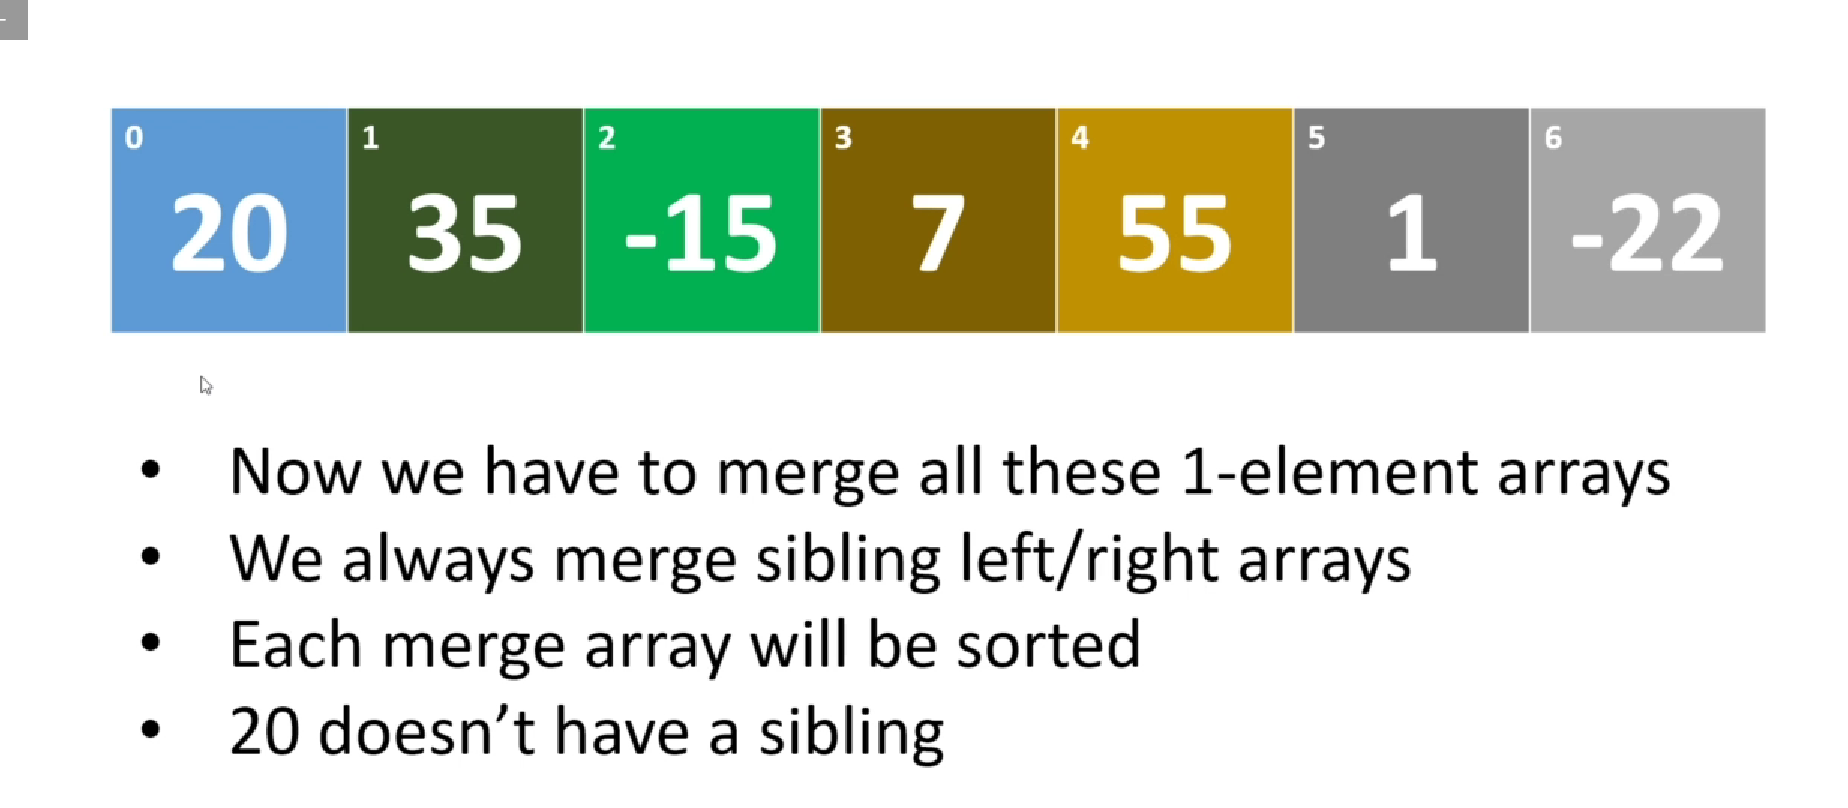 0 1 2 3 4 5 6
20 35 -15 7 55 1 -22
• Now we have to merge all these 1-element arrays
• We always merge sibling left/right arrays
• Each merge array will be sorted
• 20 doesn’t have a sibling